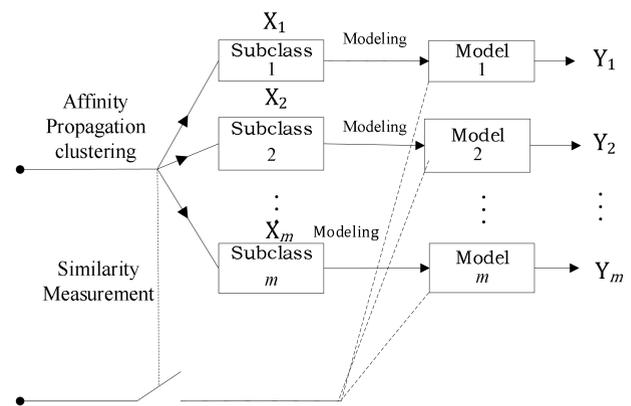 X1
Subclass
1
Modeling
Model
1
Y1
Affinity
Propagation
clustering
X2
Subclass
2
Modeling
Model
2
Y2
Xm
Subclass
m
Modeling
Model
m
Ym
Similarity
Measurement